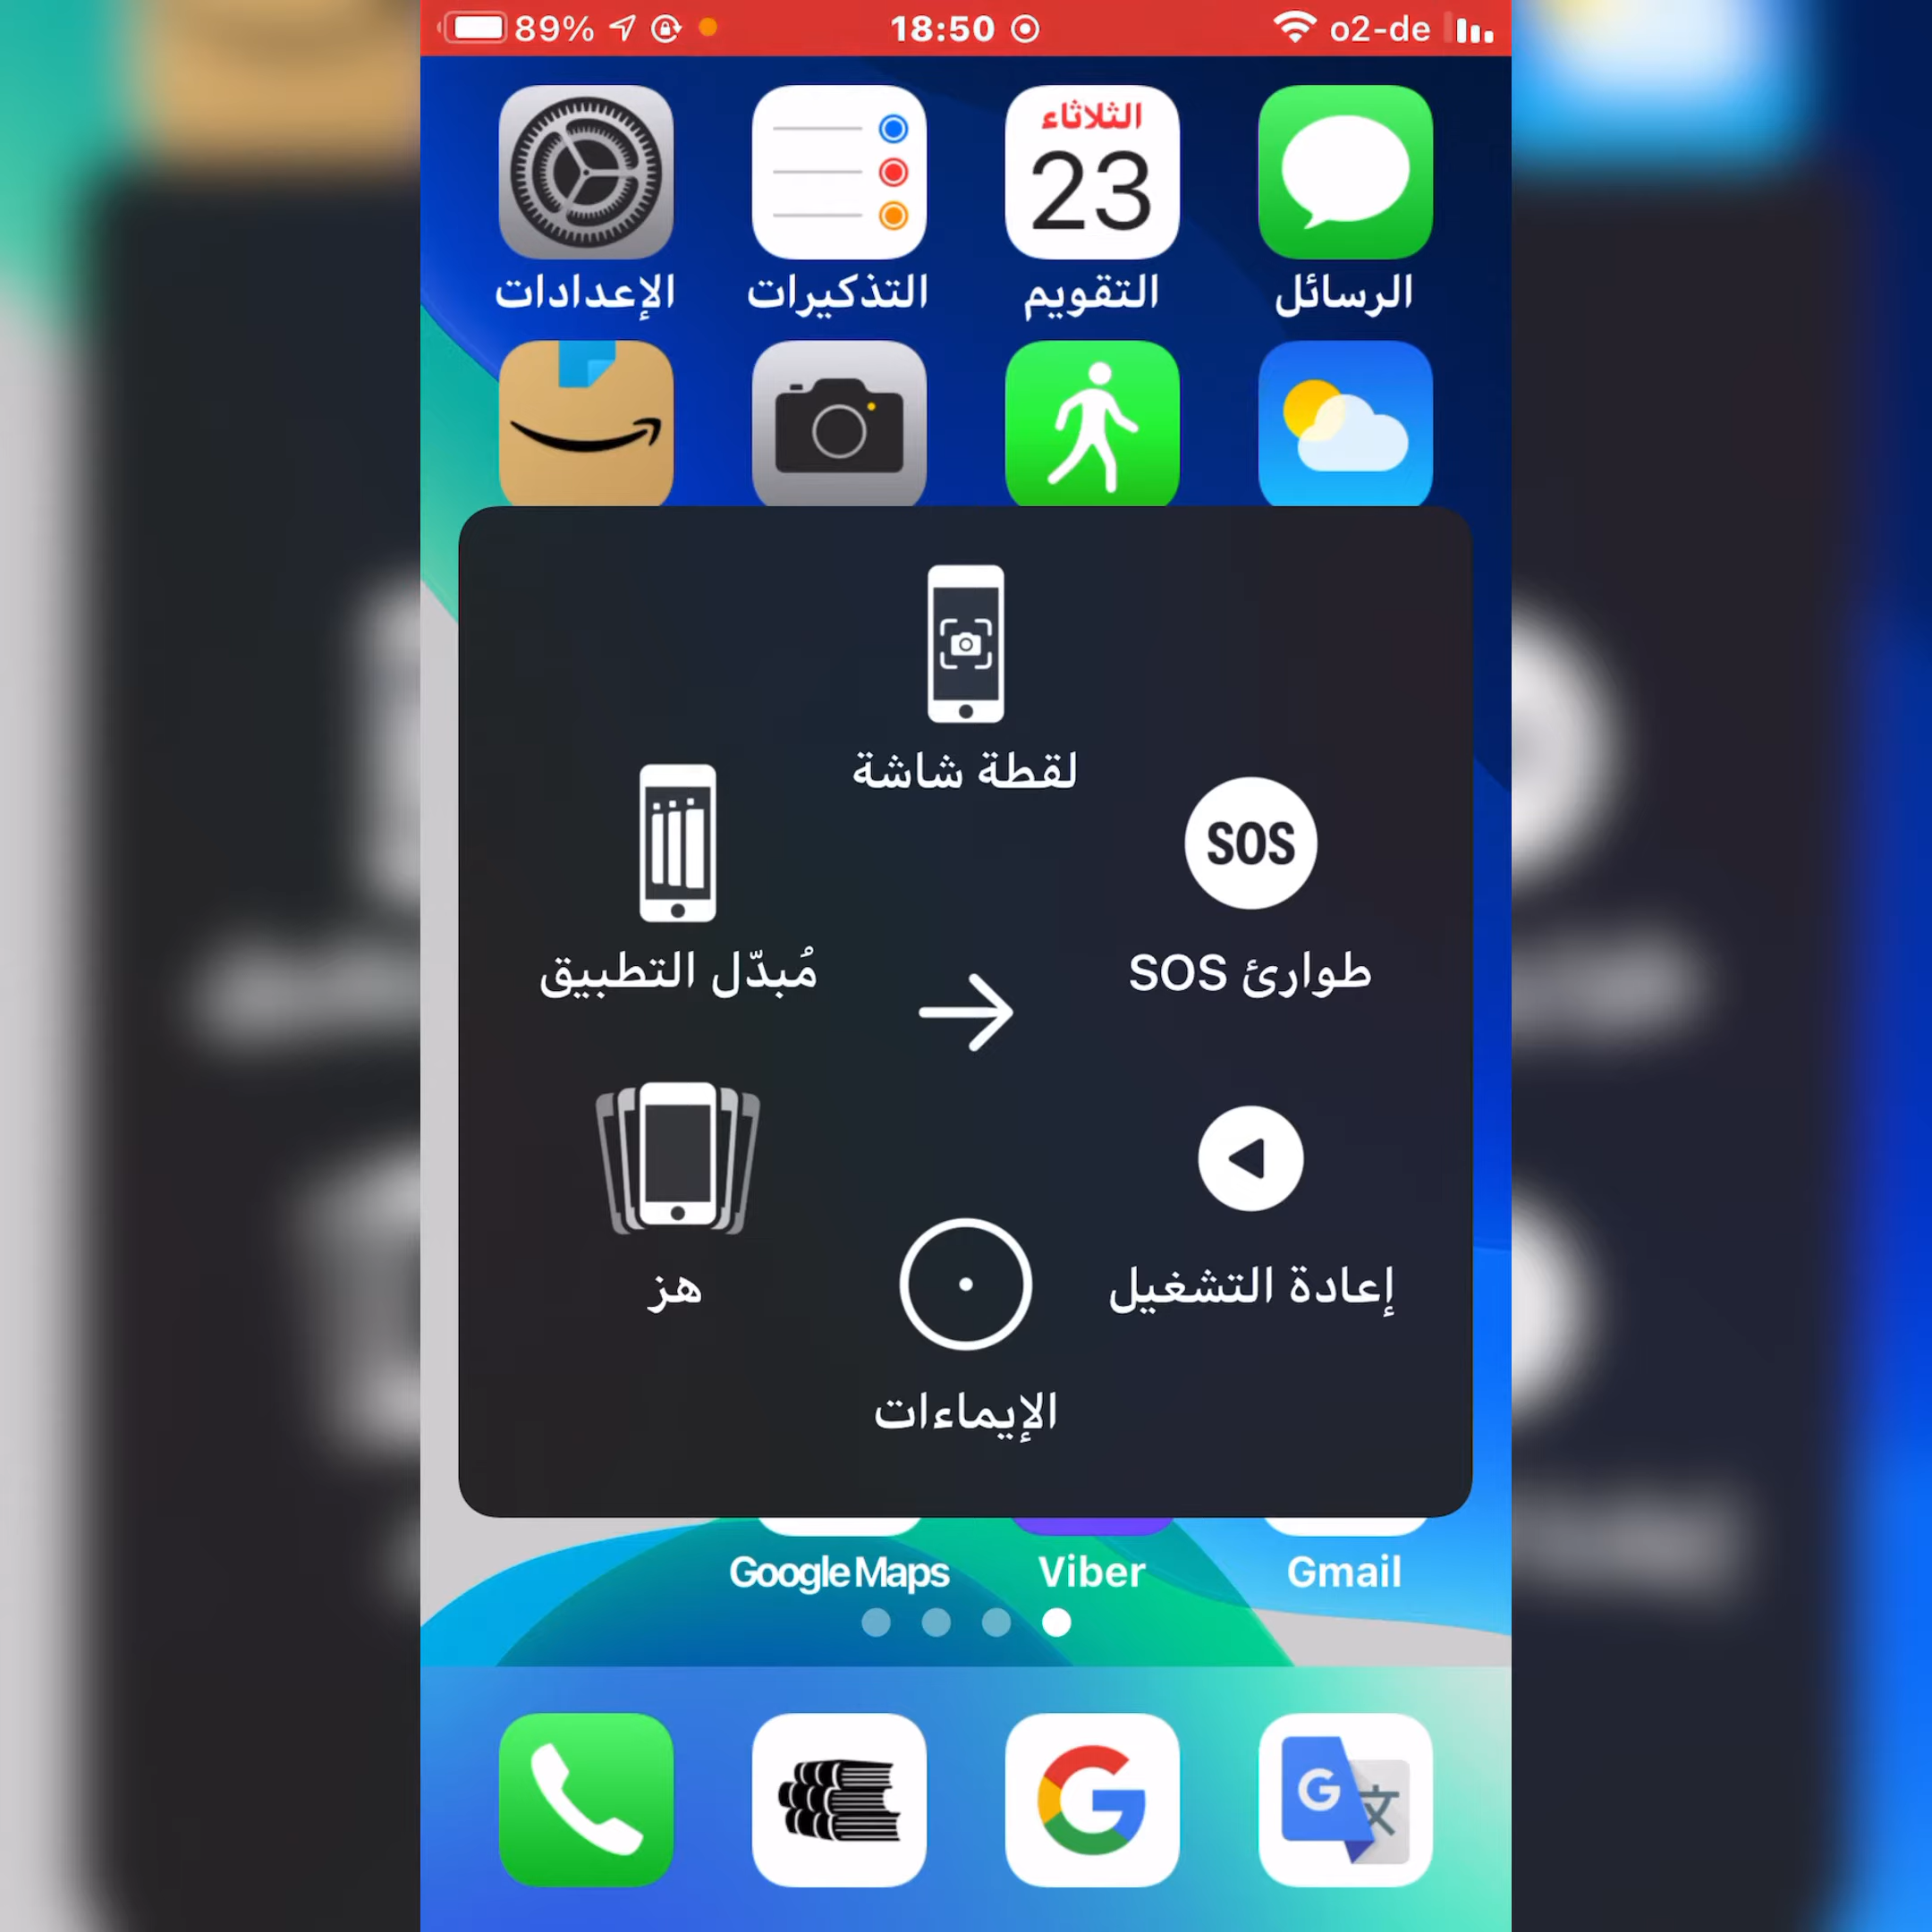 89%
18:50
o2-de
الثلاثاء
23
الرسائل
التقويم
التذكيرات
الإعدادات
لقطة شاشة
SOS
طوارئ SOS
مُبدّل التطبيق
إعادة التشغيل
هز
الإيماءات
Gmail
Viber
Google Maps
G
G
文